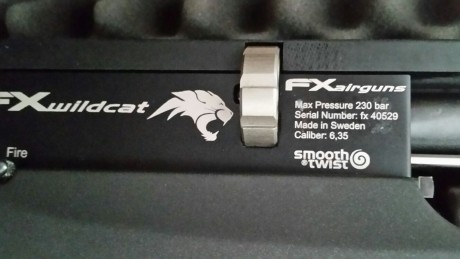 FXwildcat
Fire
FXairguns
Max Pressure 230 bar
Serial Number: fx 40529
Made in Sweden
Caliber: 6,35
smooth
twist